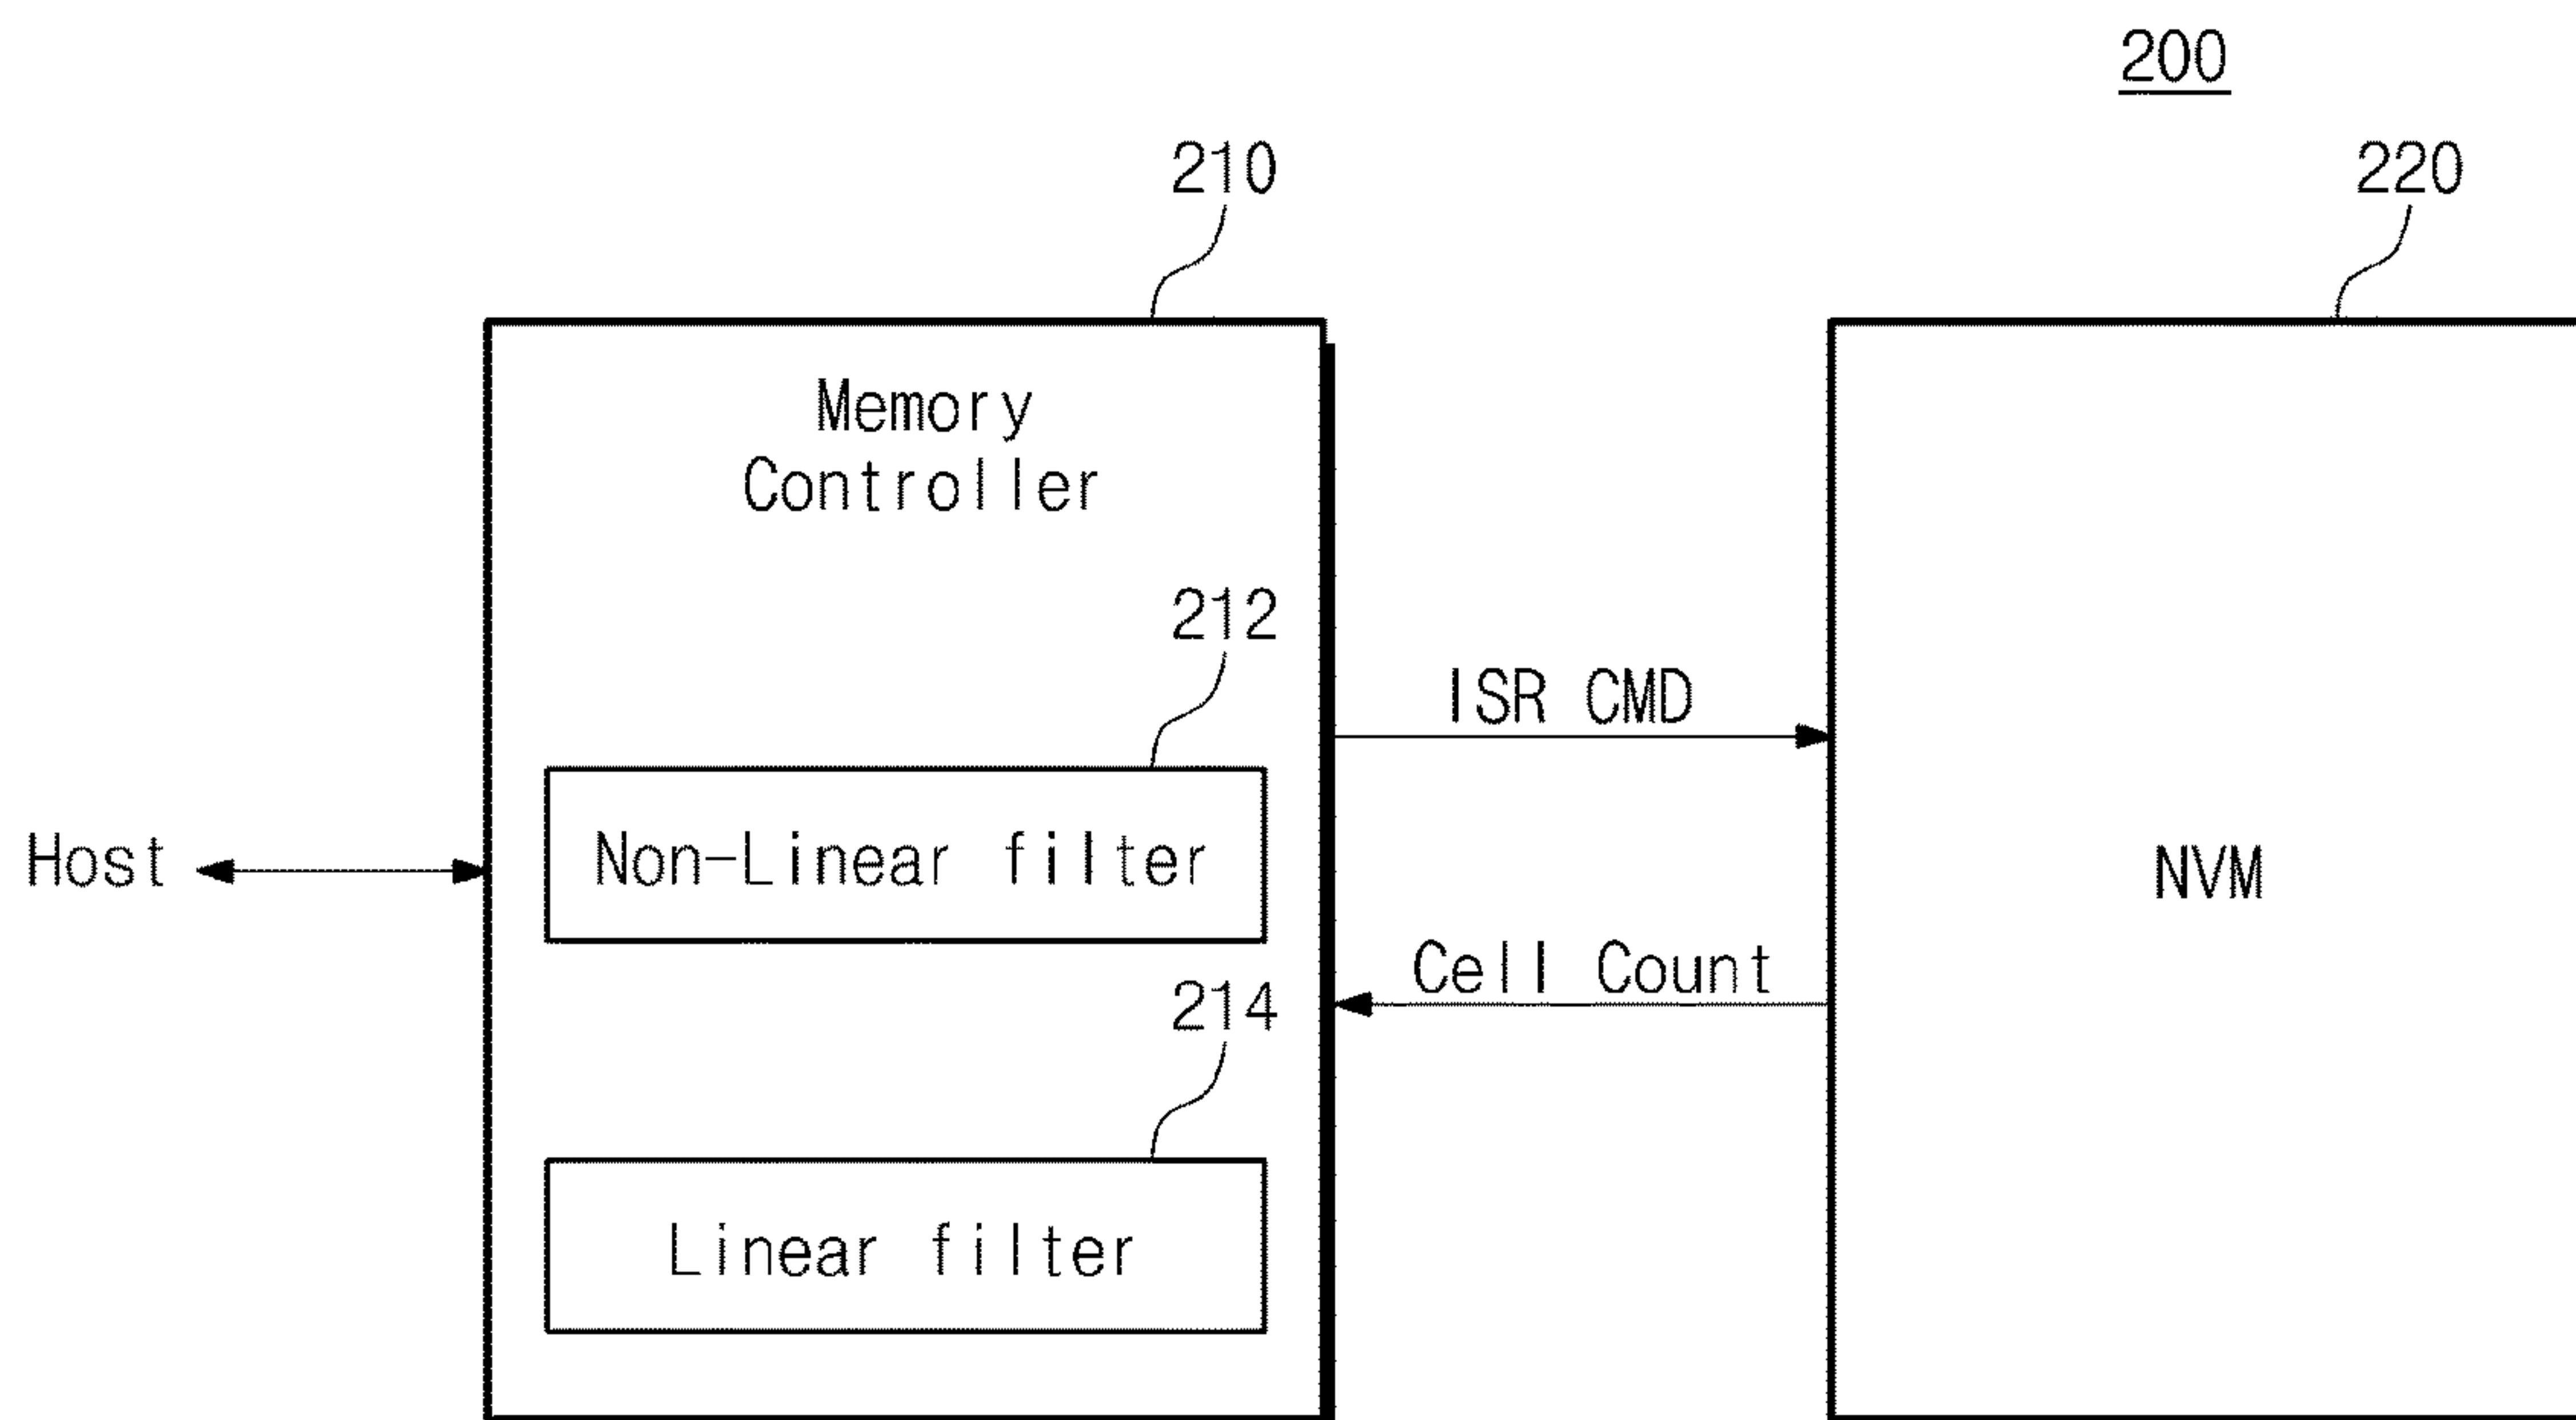 200
210
220
Memory
Controller
212
ISR CMD
Host
Non-Linear filter
NVM
Cell Count
214
Linear filter